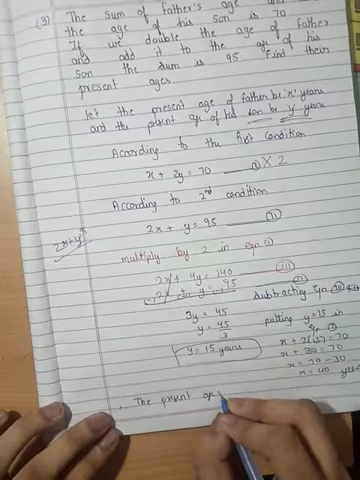 (3) The sum of father's age and
the age of his son is 70
If we double the age of father
and add it to the age of his
son the sum is 95 Find their
present ages.
let the present age of father be 'x' years
and the present age of his son be 'y' years
According to the first condition
x + 2y = 70 ——— (I) × 2
According to 2nd condition
2x + y = 95 ——— (II)
2x+y
multiply by 2 in eqn. (I)
2x + 4y = 140 ——— (III)
2x + y = 95 (II)
subtracting Eqn. (III)
3y = 45
y = 45/3
y = 15 years
putting y = 15 in
Eqn (I)
x + 2(15) = 70
x + 30 = 70
x = 70 - 30
x = 40 years
∴ The present age